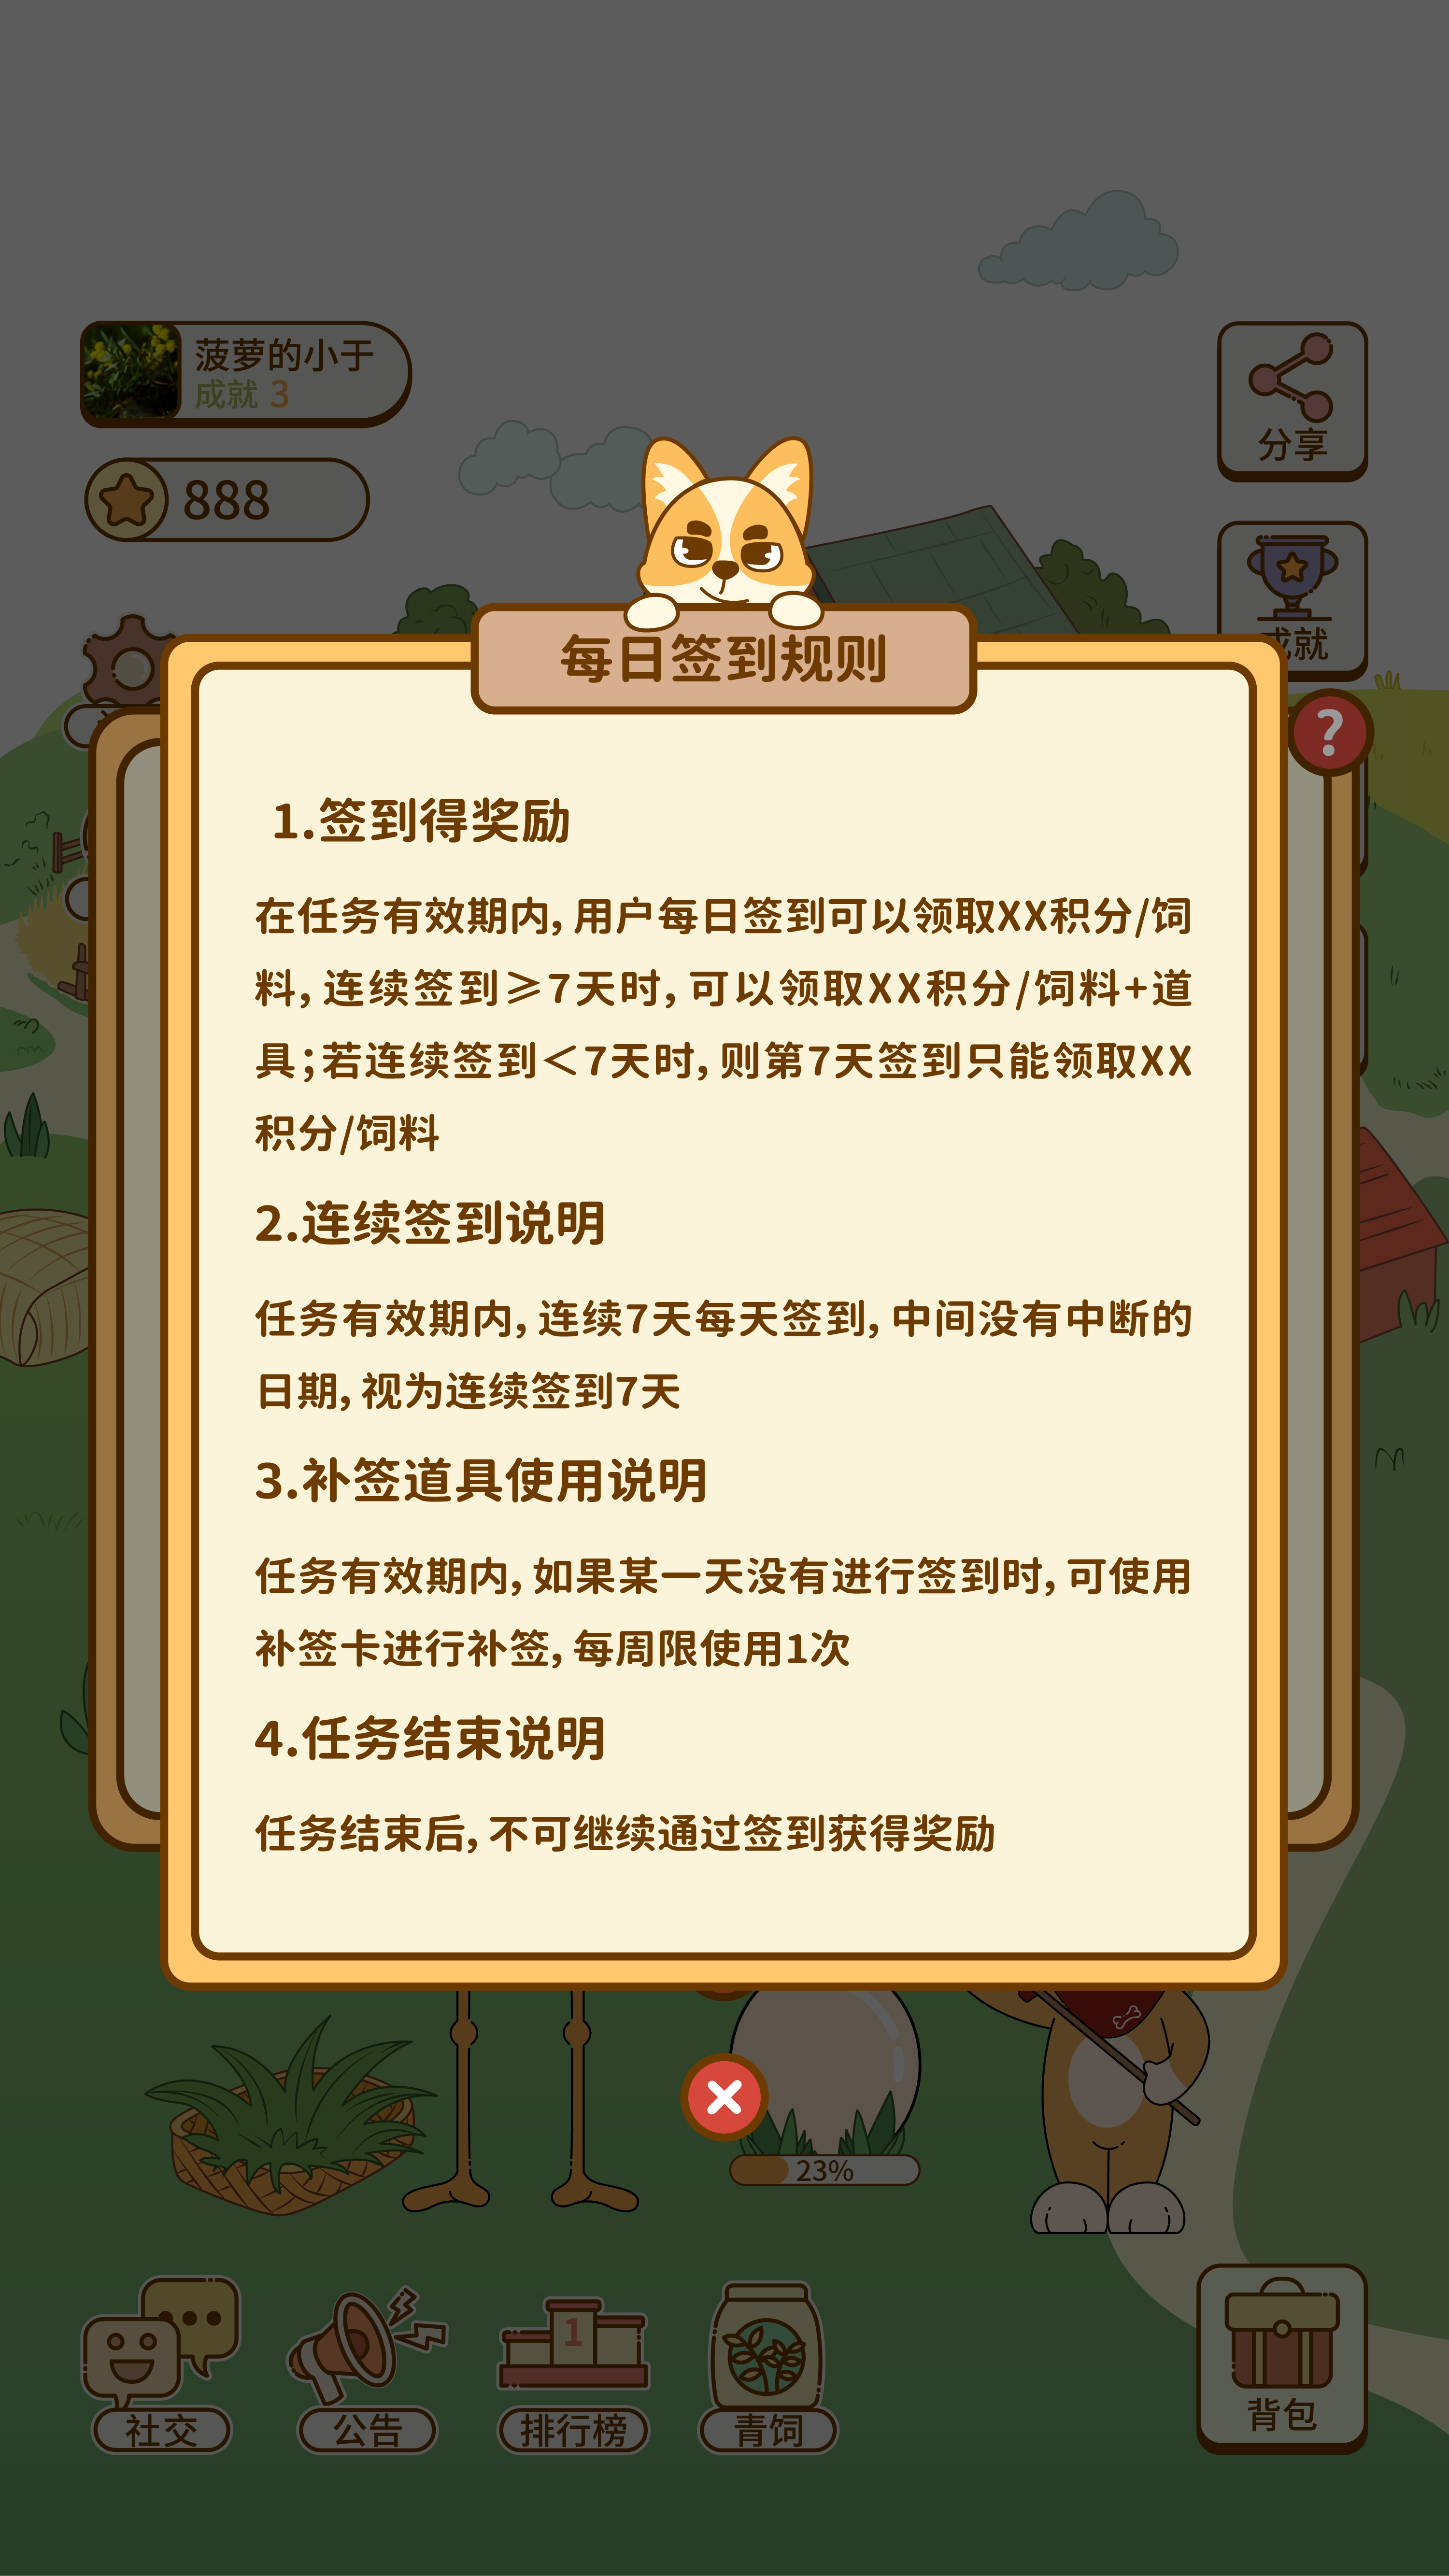 菠萝的小于
成就 3
888
分享
成就
?
每日签到规则
1.签到得奖励
在任务有效期内,用户每日签到可以领取XX积分/饲
料,连续签到≥7天时,可以领取XX积分/饲料+道
具;若连续签到<7天时,则第7天签到只能领取XX
积分/饲料
2.连续签到说明
任务有效期内,连续7天每天签到,中间没有中断的
日期,视为连续签到7天
3.补签道具使用说明
任务有效期内,如果某一天没有进行签到时,可使用
补签卡进行补签,每周限使用1次
4.任务结束说明
任务结束后,不可继续通过签到获得奖励
23%
1
社交
公告
排行榜
青饲
背包